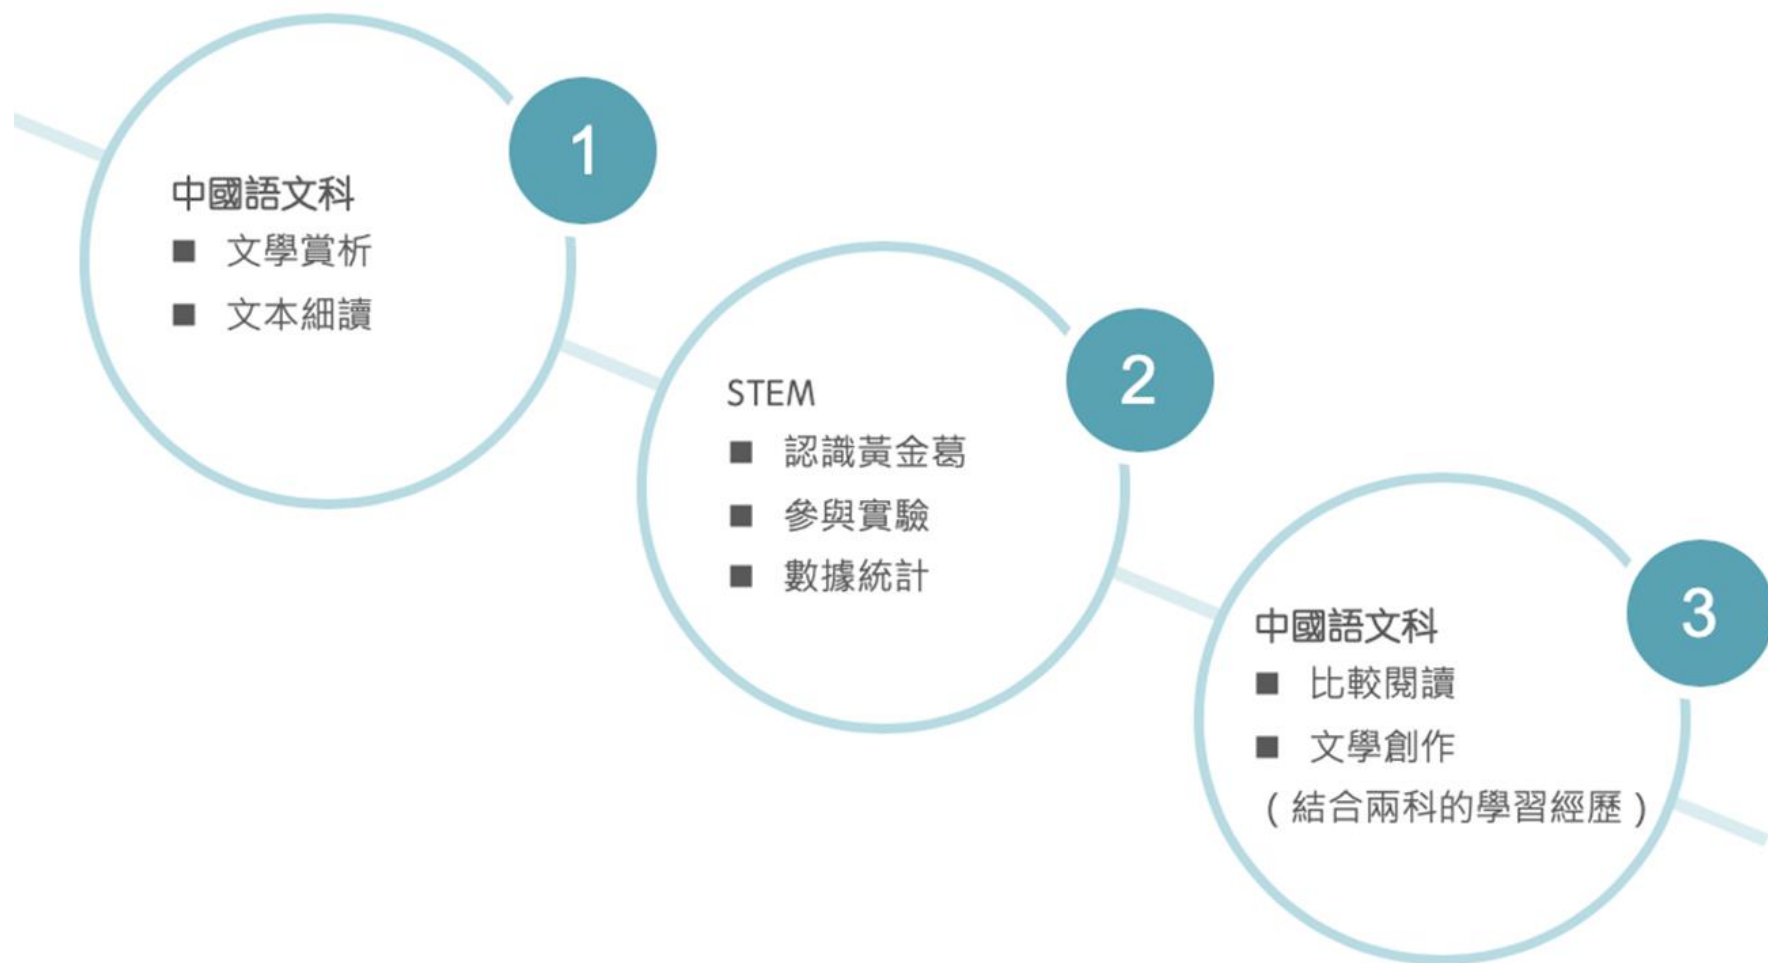 1
中國語文科
■ 文學賞析
■ 文本細讀
2
STEM
■ 認識黃金葛
■ 參與實驗
■ 數據統計
3
中國語文科
■ 比較閱讀
■ 文學創作
（結合兩科的學習經歷）